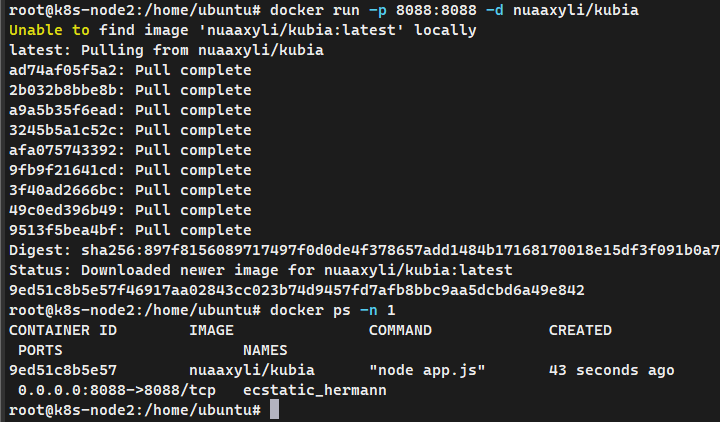 root@k8s-node2:/home/ubuntu# docker run -p 8088:8088 -d nuaaxyli/kubia
Unable to find image 'nuaaxyli/kubia:latest' locally
latest: Pulling from nuaaxyli/kubia
ad74af05f5a2: Pull complete
2b032b8bbe8b: Pull complete
a9a5b35f6ead: Pull complete
3245b5a1c52c: Pull complete
afa075743392: Pull complete
9fb9f21641cd: Pull complete
3f40ad2666bc: Pull complete
49c0ed396b49: Pull complete
9513f5bea4bf: Pull complete
Digest: sha256:897f8156089717497f0d0de4f378657add1484b17168170018e15df3f091b0a7
Status: Downloaded newer image for nuaaxyli/kubia:latest
9ed51c8b5e57f46917aa02843cc023b74d9457fd7afb8bbc9aa5dcbd6a49e842
root@k8s-node2:/home/ubuntu# docker ps -n 1
CONTAINER ID        IMAGE               COMMAND             CREATED
 PORTS                    NAMES
9ed51c8b5e57        nuaaxyli/kubia      "node app.js"       43 seconds ago
 0.0.0.0:8088->8088/tcp   ecstatic_hermann
root@k8s-node2:/home/ubuntu#